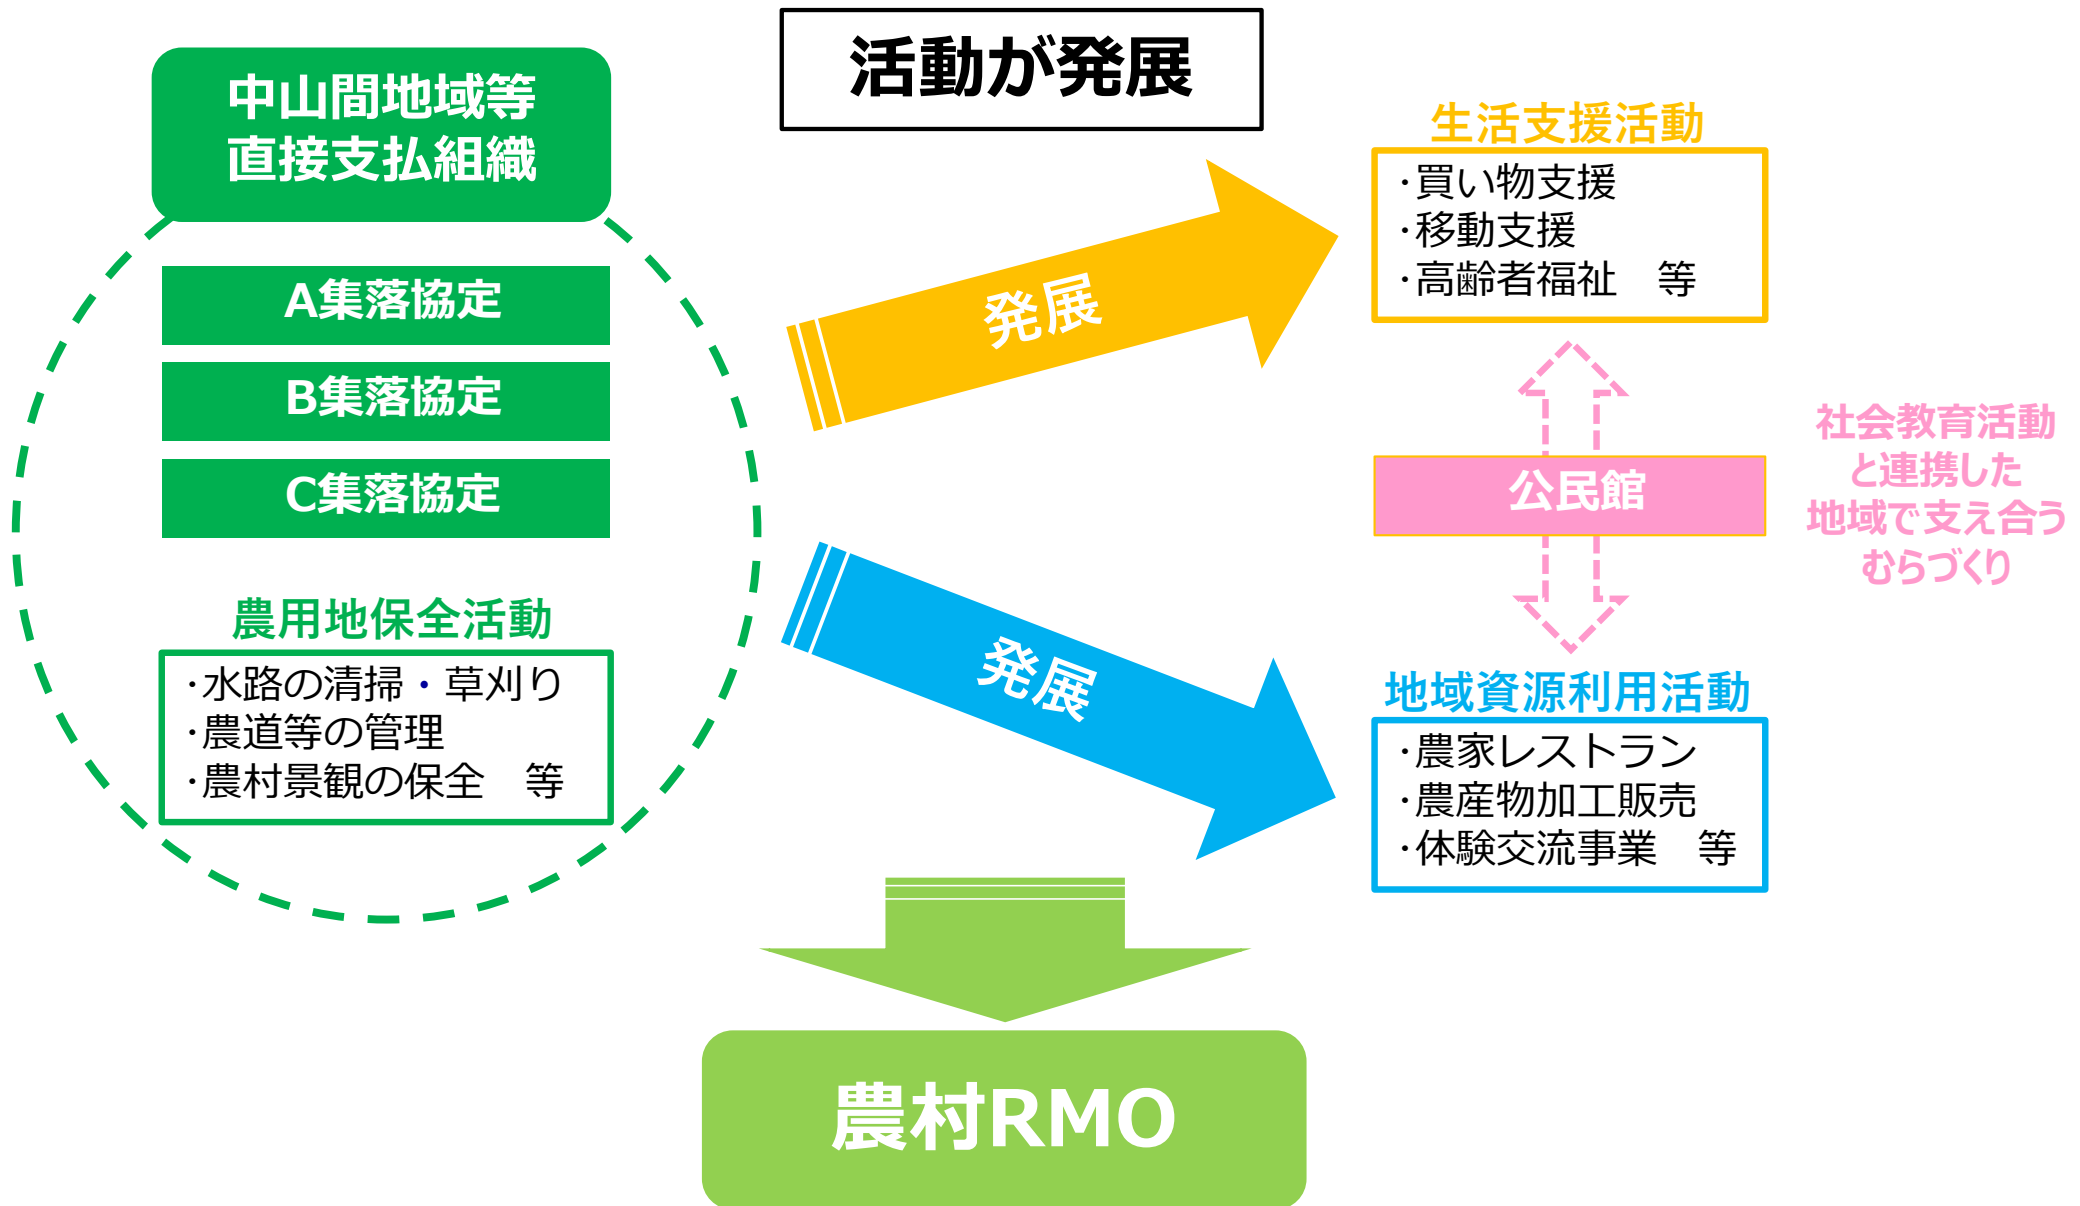 活動が発展
中山間地域等
直接支払組織
A集落協定
B集落協定
C集落協定
農用地保全活動
･水路の清掃・草刈り
･農道等の管理
･農村景観の保全　等
発展
発展
生活支援活動
･買い物支援
･移動支援
･高齢者福祉　等
公民館
社会教育活動
と連携した
地域で支え合う
むらづくり
地域資源利用活動
･農家レストラン
･農産物加工販売
･体験交流事業　等
農村RMO